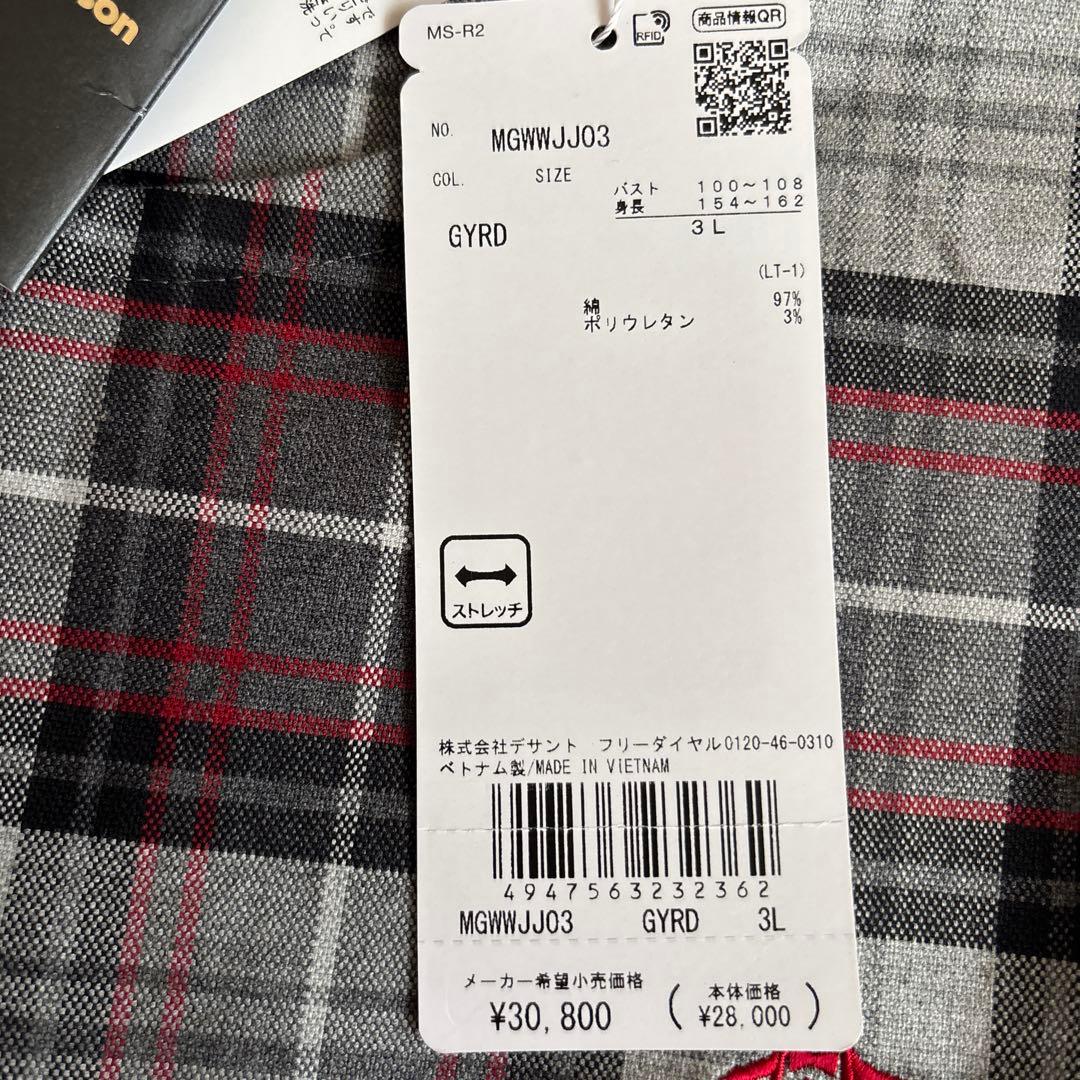 son
MS-R2
RFID
商品情報QR
NO. MGWWJJ03
COL. SIZE
バスト 100～108
身長 154～162
GYRD
3L
(LT-1)
綿 97%
ポリウレタン 3%
ストレッチ
株式会社デサント フリーダイヤル0120-46-0310
ベトナム製/MADE IN VIETNAM
4947563232362
MGWWJJ03 GYRD 3L
メーカー希望小売価格
¥30,800
(本体価格 ¥28,000)